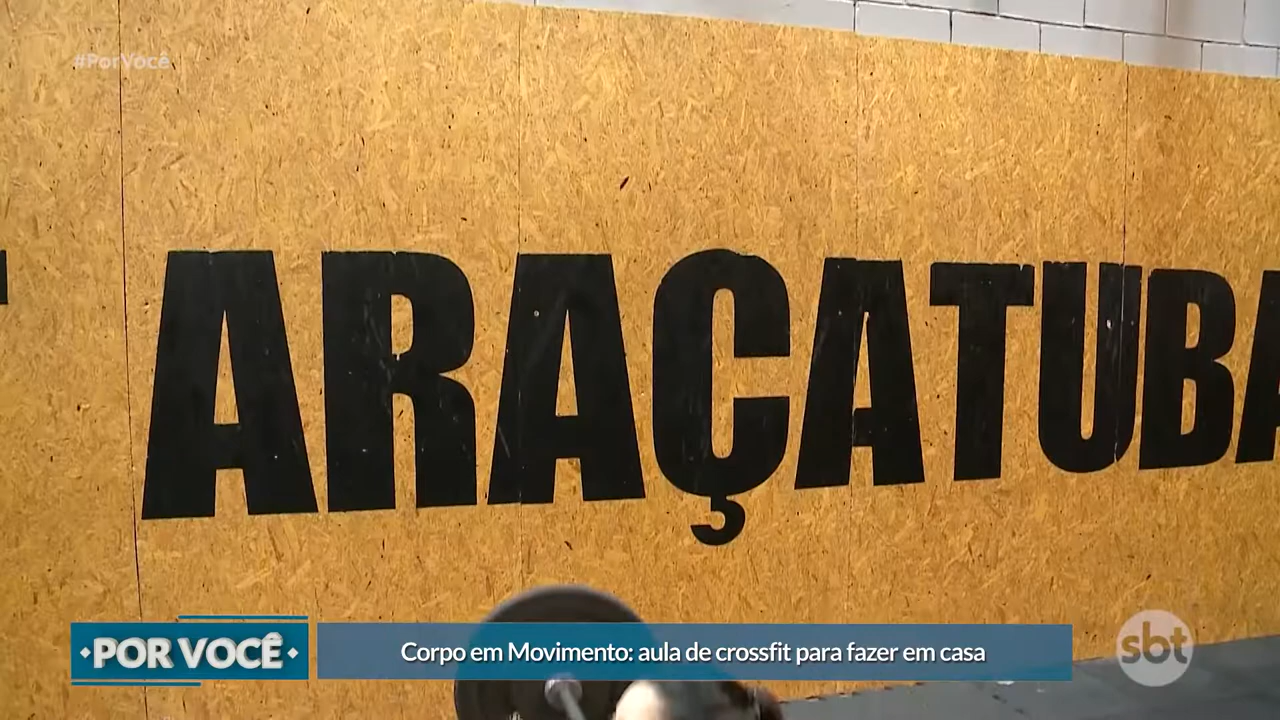 #PorVocê
ARAÇATUBA
•POR VOCÊ•
Corpo em Movimento: aula de crossfit para fazer em casa
sbt